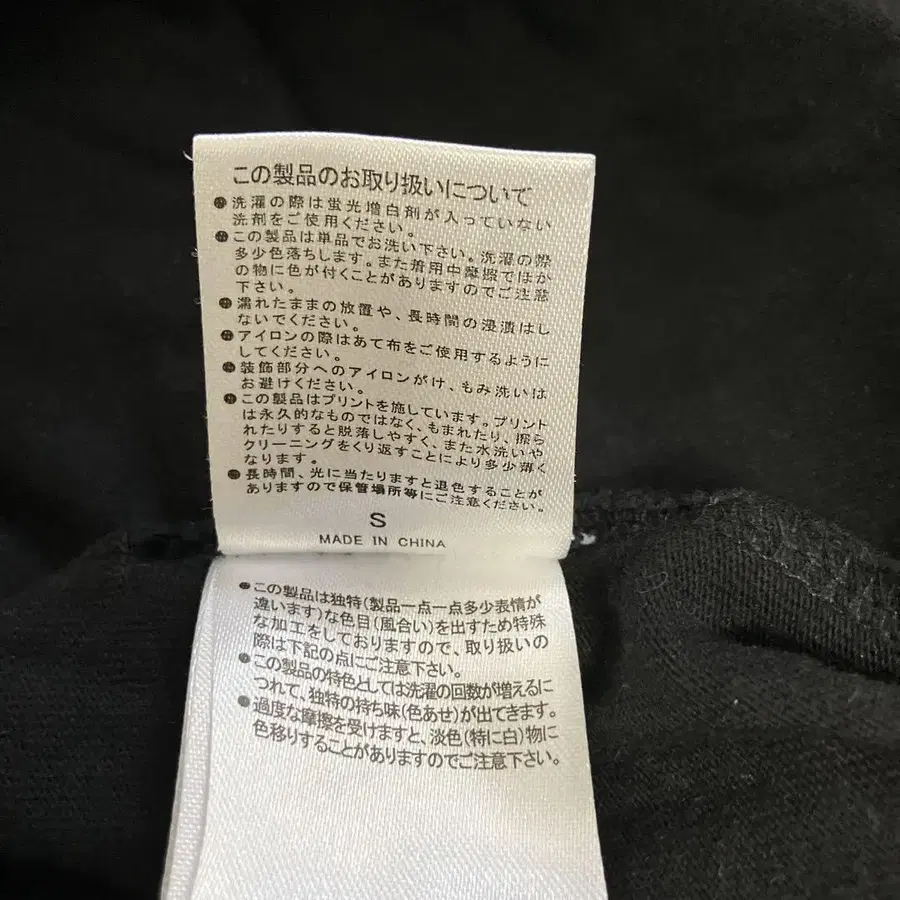 この製品のお取り扱いについて
●洗濯の際は蛍光増白剤が入っていない
洗剤をご使用ください。
●この製品は単品でお洗い下さい。洗濯の際
多少色落ちします。また着用中摩擦でほか
の物に色が付くことがありますのでご注意
下さい。
●濡れたままの放置や、長時間の浸漬はし
ないでください。
●アイロンの際はあて布をご使用するように
してください。
●装飾部分へのアイロンがけ、もみ洗いは
お避けください。
●この製品はプリントを施しています。プリント
は永久的なものではなく、もまれたり、擦ら
れたりすると脱落しやすく、また水洗いや
クリーニングをくり返すことにより多少薄く
なります。
●長時間、光に当たりますと退色することが
ありますので保管場所等にご注意ください。
S
MADE IN CHINA
●この製品は独特(製品一点一点多少表情が
違います)な色目(風合い)を出すため特殊
な加工をしておりますので、取り扱いの
際は下記の点にご注意下さい。
●この製品の特色としては洗濯の回数が増えるに
つれて、独特の持ち味(色あせ)が出てきます。
●過度な摩擦を受けますと、淡色(特に白)物に
色移りすることがありますのでご注意下さい。